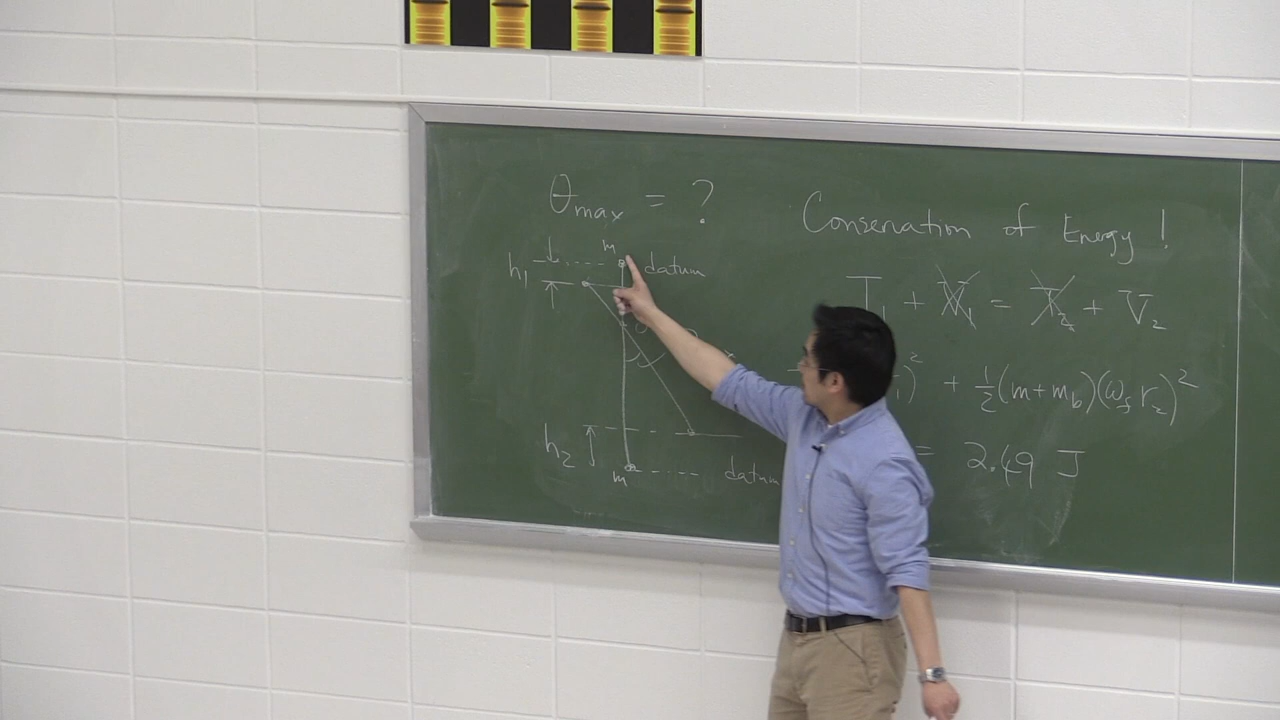 θmax = ?
Conservation of Energy !
m
h1
datum
T1 + V1 = T2 + V2
)² + ½(m+mb)(ωf r2)²
h2
= 2.49 J
m
datum